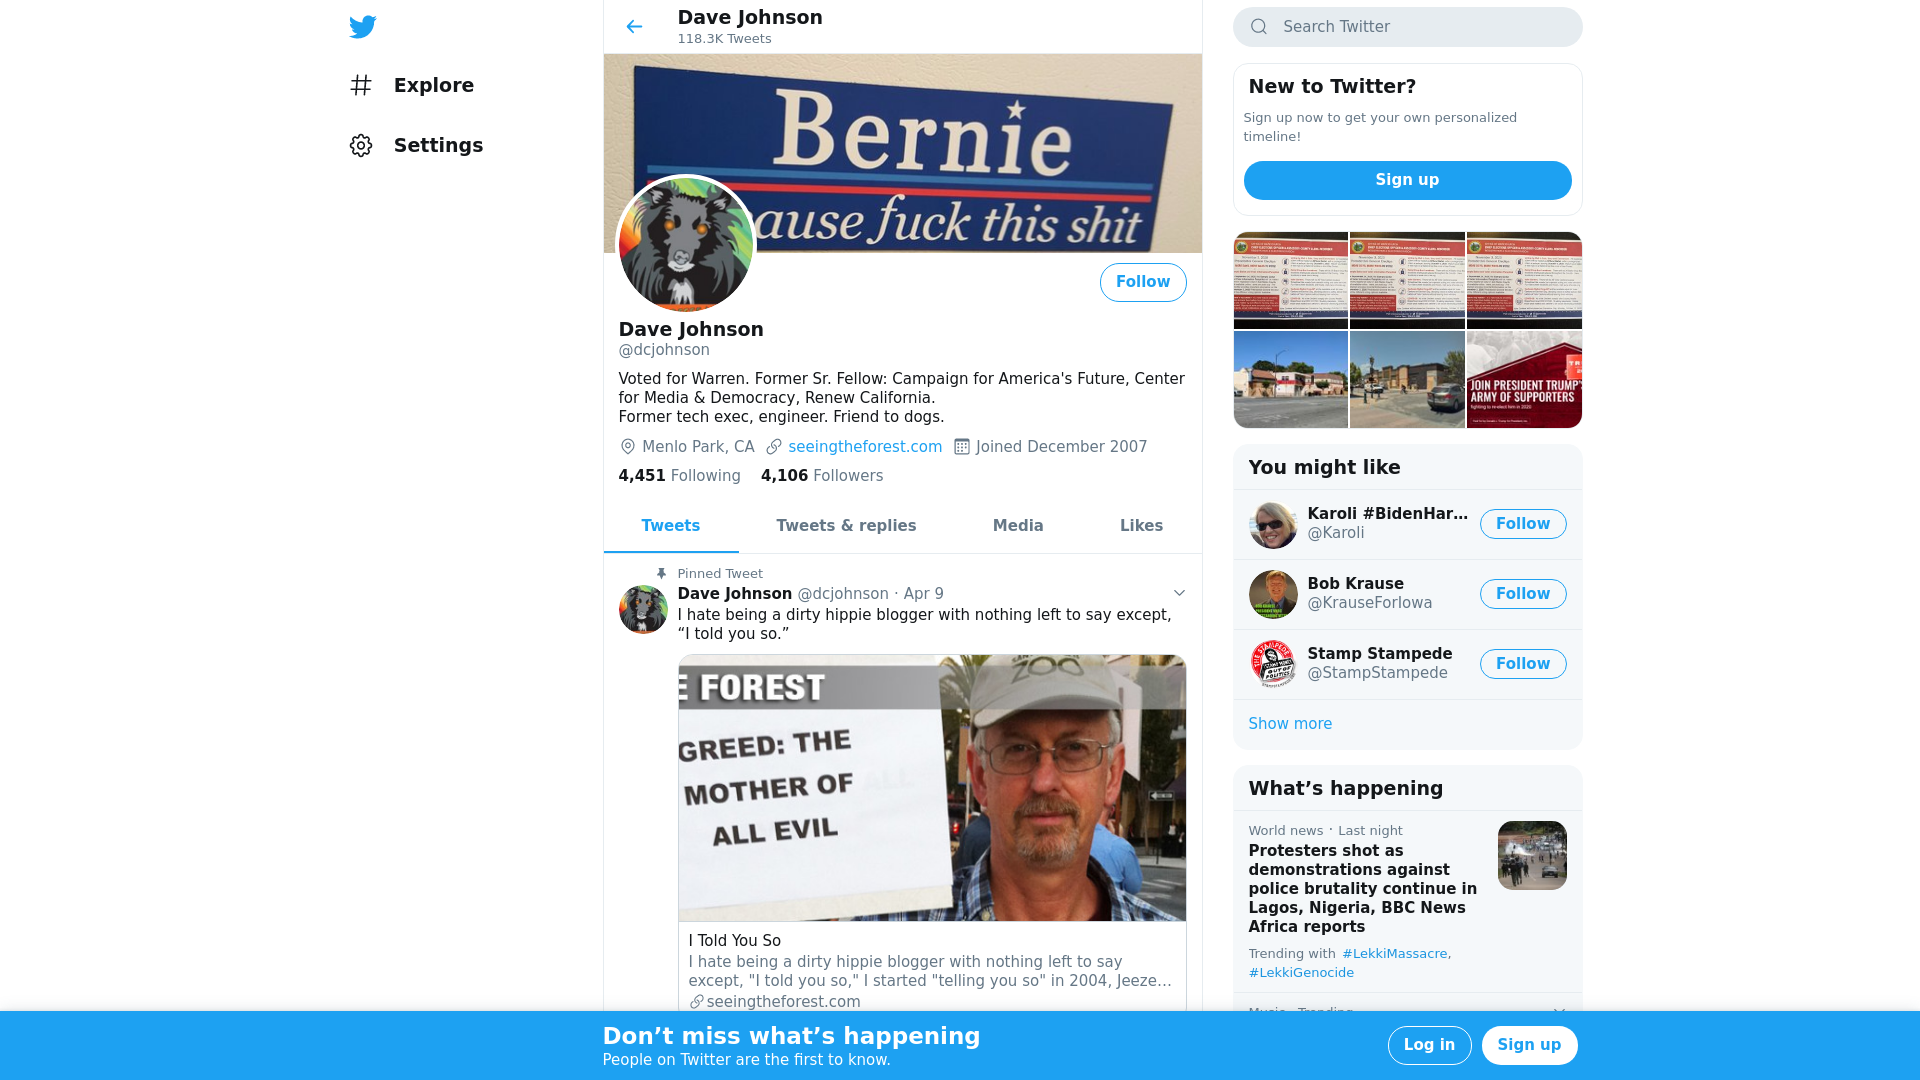 Dave Johnson
118.3K Tweets
Search Twitter
Explore
Settings
New to Twitter?
Sign up now to get your own personalized
timeline!
Sign up
Bernie
ause fuck this shit
Follow
Dave Johnson
@dcjohnson
Voted for Warren. Former Sr. Fellow: Campaign for America's Future, Center
for Media & Democracy, Renew California.
Former tech exec, engineer. Friend to dogs.
Menlo Park, CA
seeingtheforest.com
Joined December 2007
4,451 Following
4,106 Followers
Tweets
Tweets & replies
Media
Likes
Pinned Tweet
Dave Johnson @dcjohnson · Apr 9
I hate being a dirty hippie blogger with nothing left to say except,
“I told you so.”
ZOO
E FOREST
GREED: THE
MOTHER OF
ALL EVIL
I Told You So
I hate being a dirty hippie blogger with nothing left to say
except, "I told you so," I started "telling you so" in 2004, Jeeze...
seeingtheforest.com
JOIN PRESIDENT TRUMP'S
ARMY OF SUPPORTERS
fighting to re-elect him in 2020
You might like
Karoli #BidenHar...
@Karoli
Follow
Bob Krause
@KrauseForIowa
Follow
Stamp Stampede
@StampStampede
Follow
Show more
What’s happening
World news · Last night
Protesters shot as
demonstrations against
police brutality continue in
Lagos, Nigeria, BBC News
Africa reports
Trending with #LekkiMassacre,
#LekkiGenocide
Music · Trending
Don’t miss what’s happening
People on Twitter are the first to know.
Log in
Sign up